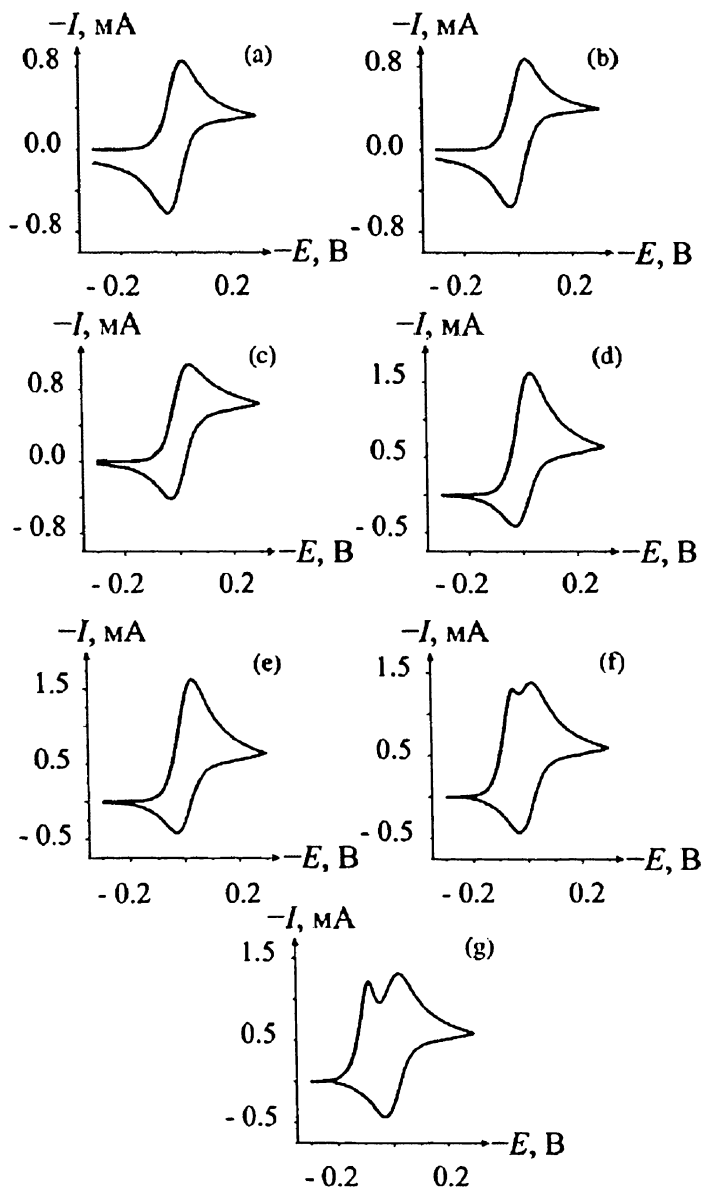 −I, мА −I, мА
0.8 (a) 0.8 (b)
0.0 0.0
- 0.8 - 0.8
−E, В −E, В
- 0.2 0.2 - 0.2 0.2
−I, мА −I, мА
0.8 (c) 1.5 (d)
0.0 0.5
- 0.8 - 0.5
−E, В −E, В
- 0.2 0.2 - 0.2 0.2
−I, мА −I, мА
1.5 (e) 1.5 (f)
0.5 0.5
- 0.5 - 0.5
−E, В −E, В
- 0.2 0.2 - 0.2 0.2
−I, мА
1.5 (g)
0.5
- 0.5
−E, В
- 0.2 0.2